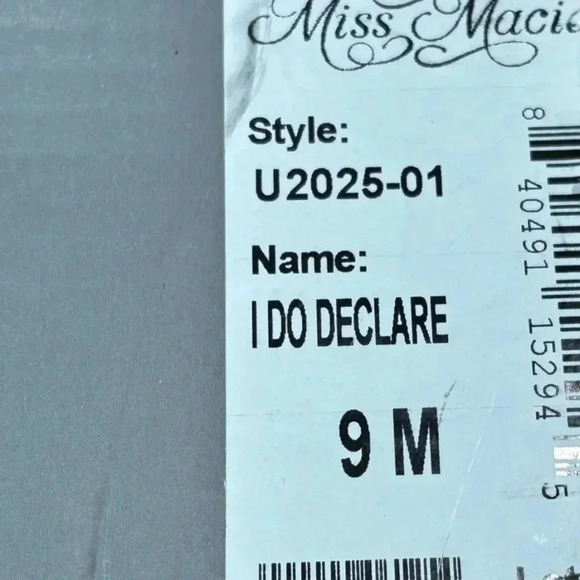 Miss Macie
Style:
U2025-01
Name:
I DO DECLARE
9 M
8 40491 15294 5